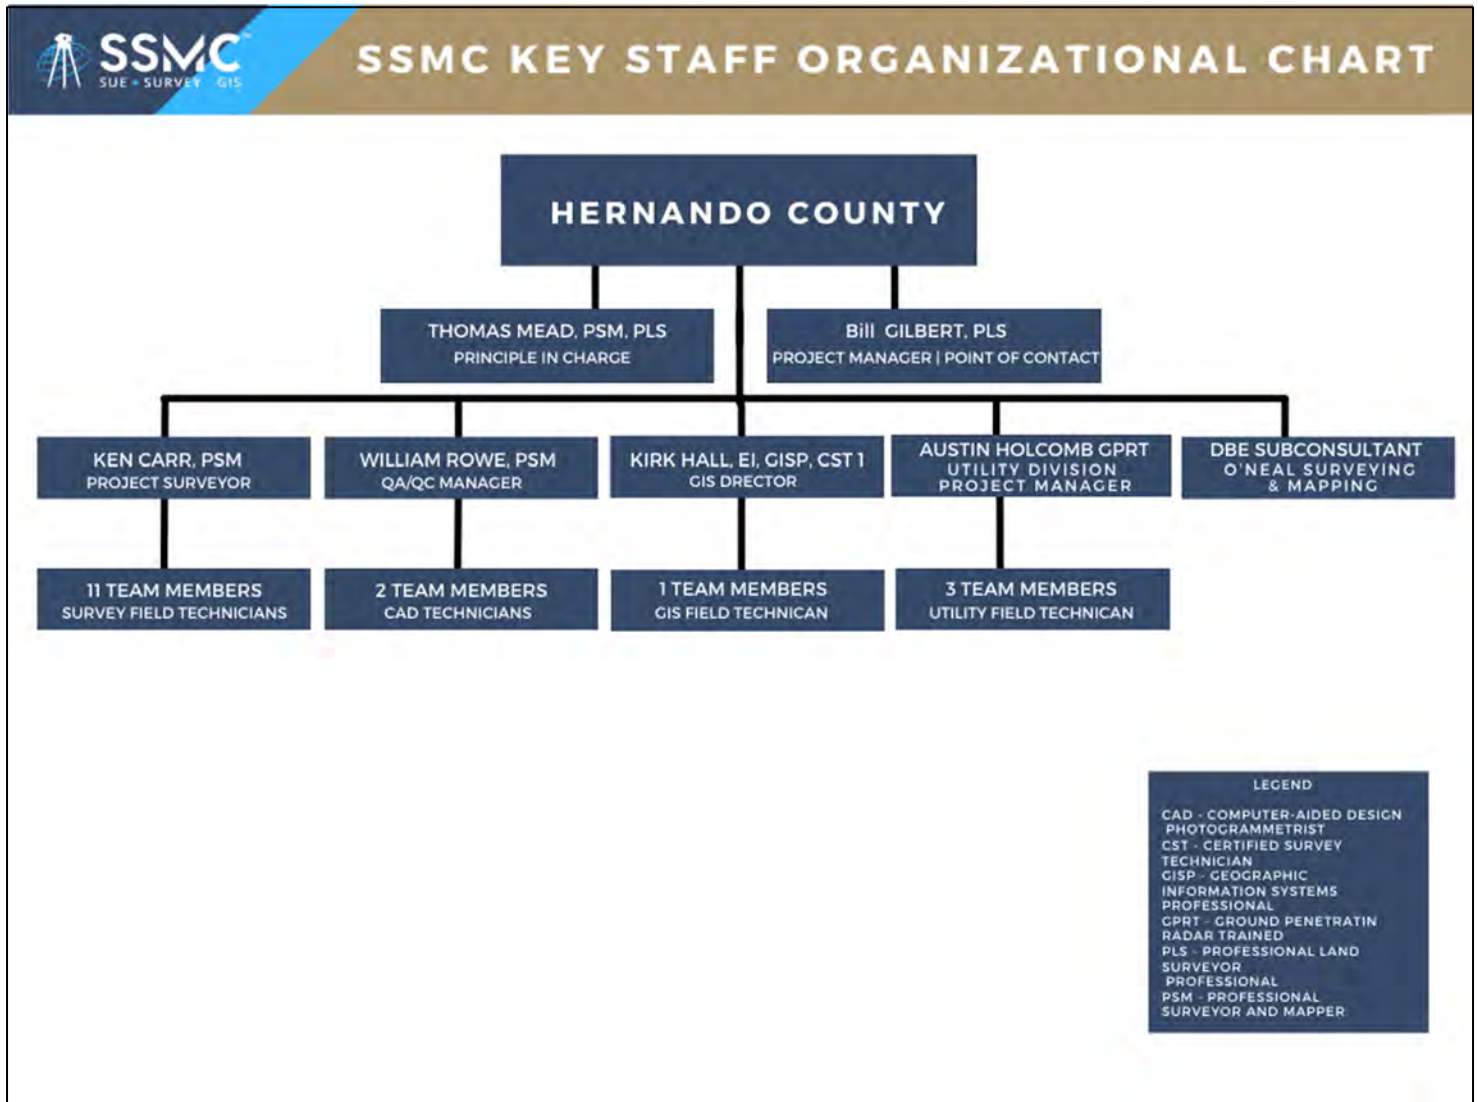 SSMC
SUE • SURVEY GIS
SSMC KEY STAFF ORGANIZATIONAL CHART
HERNANDO COUNTY
THOMAS MEAD, PSM, PLS
PRINCIPLE IN CHARGE
Bill GILBERT, PLS
PROJECT MANAGER | POINT OF CONTACT
KEN CARR, PSM
PROJECT SURVEYOR
WILLIAM ROWE, PSM
QA/QC MANAGER
KIRK HALL, EI, GISP, CST 1
GIS DRECTOR
AUSTIN HOLCOMB GPRT
UTILITY DIVISION
PROJECT MANAGER
DBE SUBCONSULTANT
O'NEAL SURVEYING
& MAPPING
11 TEAM MEMBERS
SURVEY FIELD TECHNICIANS
2 TEAM MEMBERS
CAD TECHNICIANS
1 TEAM MEMBERS
GIS FIELD TECHNICAN
3 TEAM MEMBERS
UTILITY FIELD TECHNICAN
LEGEND
CAD - COMPUTER-AIDED DESIGN
PHOTOGRAMMETRIST
CST - CERTIFIED SURVEY
TECHNICIAN
GISP - GEOGRAPHIC
INFORMATION SYSTEMS
PROFESSIONAL
GPRT - GROUND PENETRATIN
RADAR TRAINED
PLS - PROFESSIONAL LAND
SURVEYOR
PROFESSIONAL
PSM - PROFESSIONAL
SURVEYOR AND MAPPER